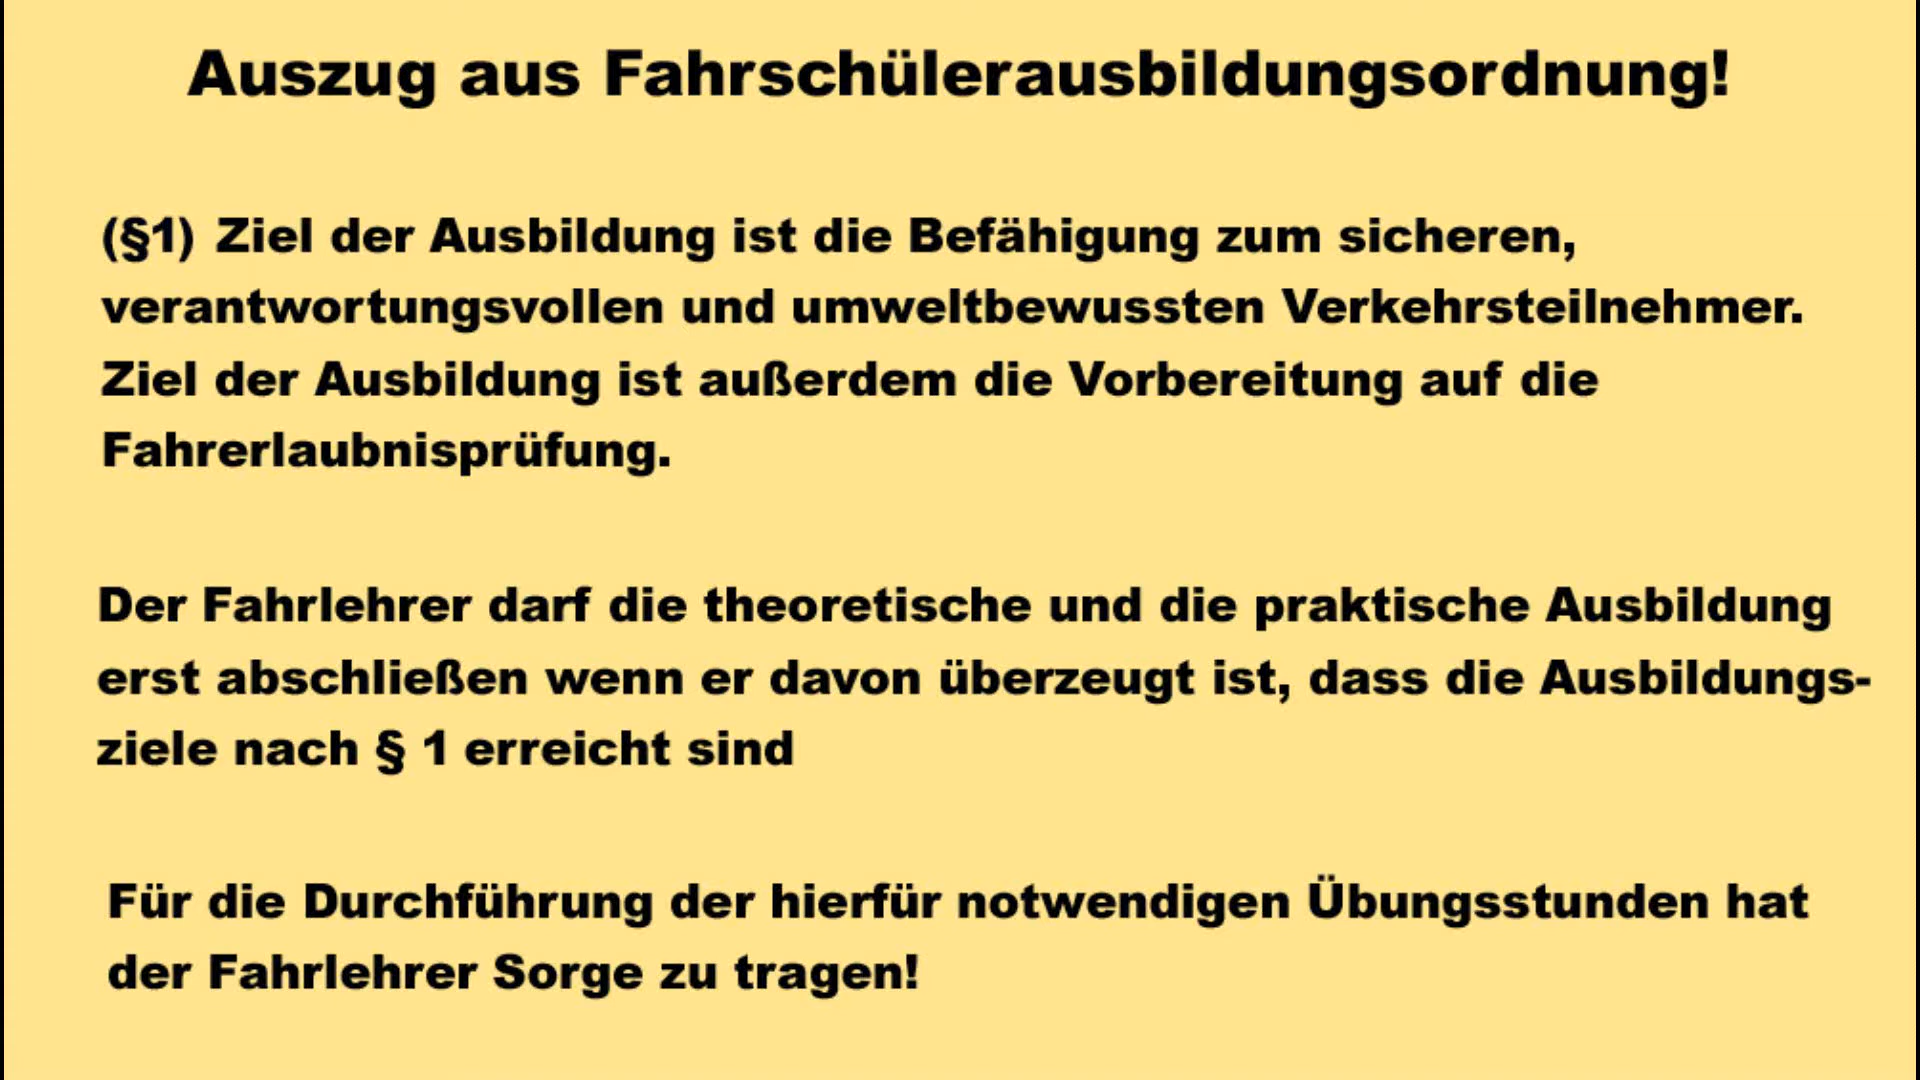 Auszug aus Fahrschülerausbildungsordnung!
(§1) Ziel der Ausbildung ist die Befähigung zum sicheren,
verantwortungsvollen und umweltbewussten Verkehrsteilnehmer.
Ziel der Ausbildung ist außerdem die Vorbereitung auf die
Fahrerlaubnisprüfung.
Der Fahrlehrer darf die theoretische und die praktische Ausbildung
erst abschließen wenn er davon überzeugt ist, dass die Ausbildungs-
ziele nach § 1 erreicht sind
Für die Durchführung der hierfür notwendigen Übungsstunden hat
der Fahrlehrer Sorge zu tragen!